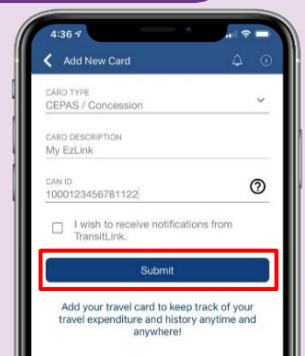 4:36
Add New Card
CARD TYPE
CEPAS / Concession
CARD DESCRIPTION
My EzLink
CAN ID
1000123456781122
?
I wish to receive notifications from
TransitLink.
Submit
Add your travel card to keep track of your
travel expenditure and history anytime and
anywhere!